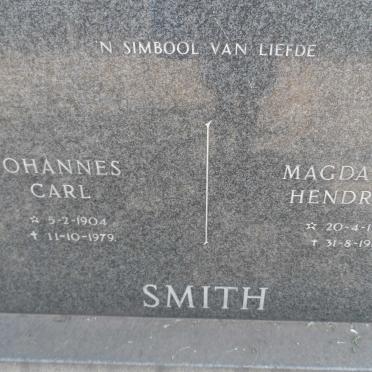 'N SIMBOOL VAN LIEFDE
OHANNES
CARL
☆ 5-2-1904
✝ 11-10-1979.
MAGDA
HENDR
☆ 20-4-1
✝ 31-8-19
SMITH